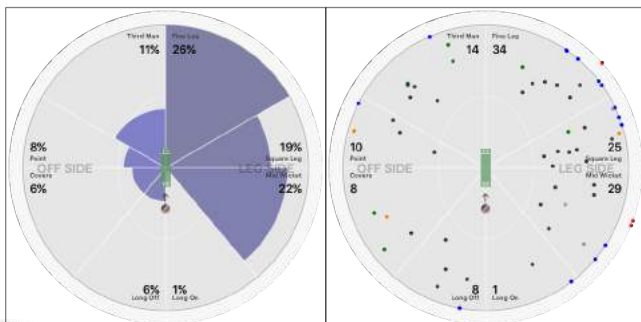 Third Man Fine Leg
11% 26%
8% 19%
Point Square Leg
OFF SIDE LEG SIDE
Covers Mid Wicket
6% 22%
6% 1%
Long Off Long On
Third Man Fine Leg
14 34
10 25
Point Square Leg
OFF SIDE LEG SIDE
Covers Mid Wicket
8 29
8 1
Long Off Long On